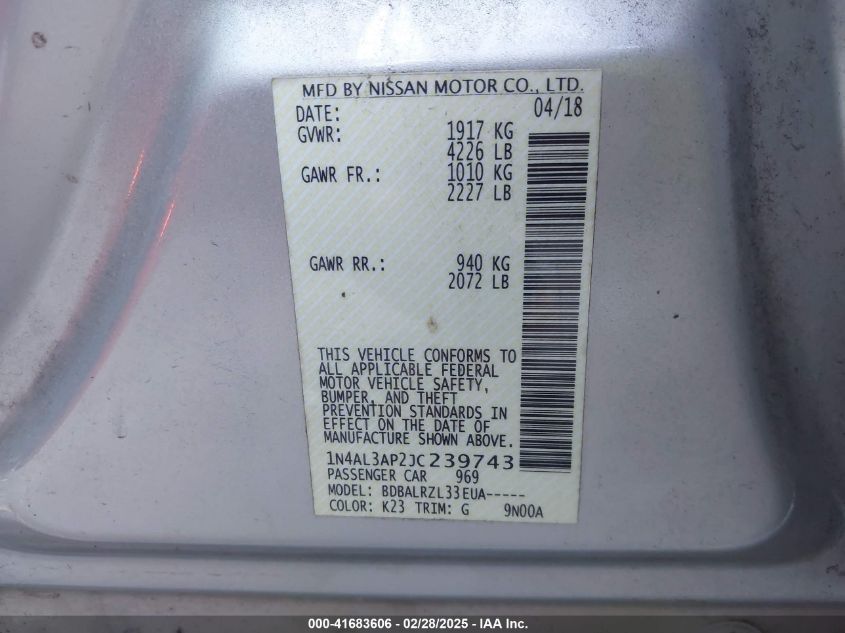 MFD BY NISSAN MOTOR CO., LTD.
DATE: 04/18
GVWR: 1917 KG
4226 LB
GAWR FR.: 1010 KG
2227 LB
GAWR RR.: 940 KG
2072 LB
THIS VEHICLE CONFORMS TO
ALL APPLICABLE FEDERAL
MOTOR VEHICLE SAFETY,
BUMPER, AND THEFT
PREVENTION STANDARDS IN
EFFECT ON THE DATE OF
MANUFACTURE SHOWN ABOVE.
1N4AL3AP2JC239743
PASSENGER CAR 969
MODEL: BDBALRZL33EUA-----
COLOR: K23 TRIM: G 9N00A
000-41683606 - 02/28/2025 - IAA Inc.